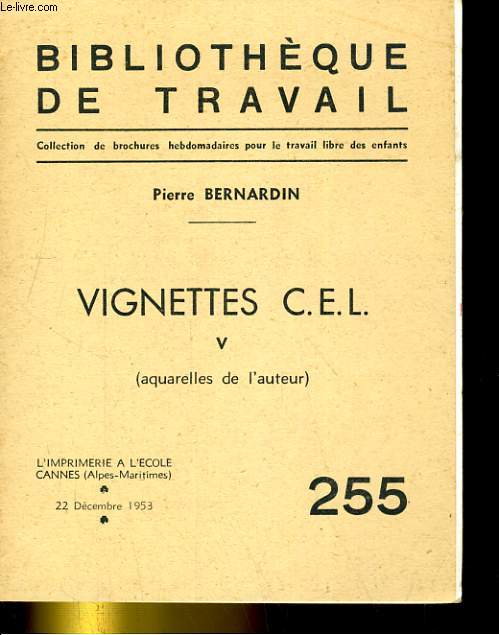 Le-livre.com
BIBLIOTHÈQUE
DE TRAVAIL
Collection de brochures hebdomadaires pour le travail libre des enfants
Pierre BERNARDIN
VIGNETTES C.E.L.
V
(aquarelles de l'auteur)
L'IMPRIMERIE A L'ECOLE
CANNES (Alpes-Maritimes)
22 Décembre 1953
255